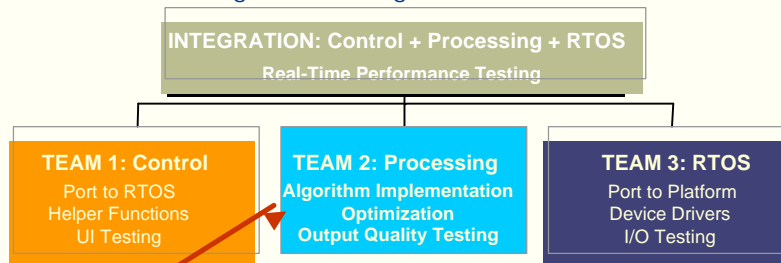 INTEGRATION: Control + Processing + RTOS
Real-Time Performance Testing
TEAM 1: Control
Port to RTOS
Helper Functions
UI Testing
TEAM 2: Processing
Algorithm Implementation
Optimization
Output Quality Testing
TEAM 3: RTOS
Port to Platform
Device Drivers
I/O Testing